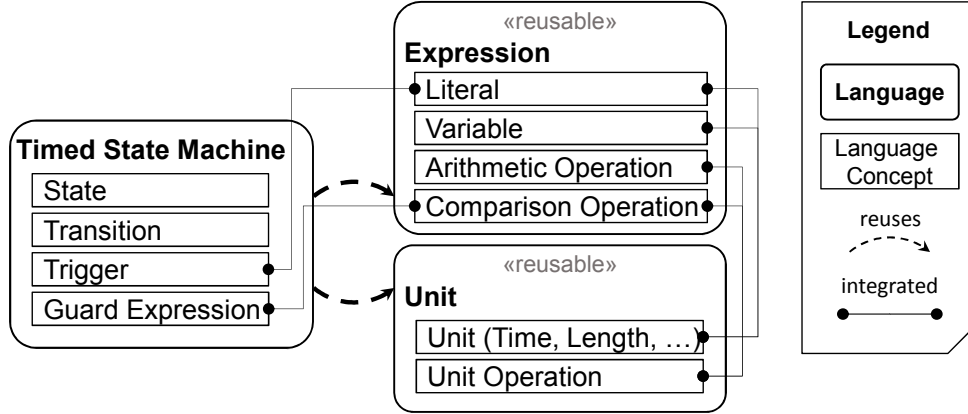 Timed State Machine
State
Transition
Trigger
Guard Expression
«reusable»
Expression
Literal
Variable
Arithmetic Operation
Comparison Operation
«reusable»
Unit
Unit (Time, Length, …)
Unit Operation
Legend
Language
Language
Concept
reuses
integrated